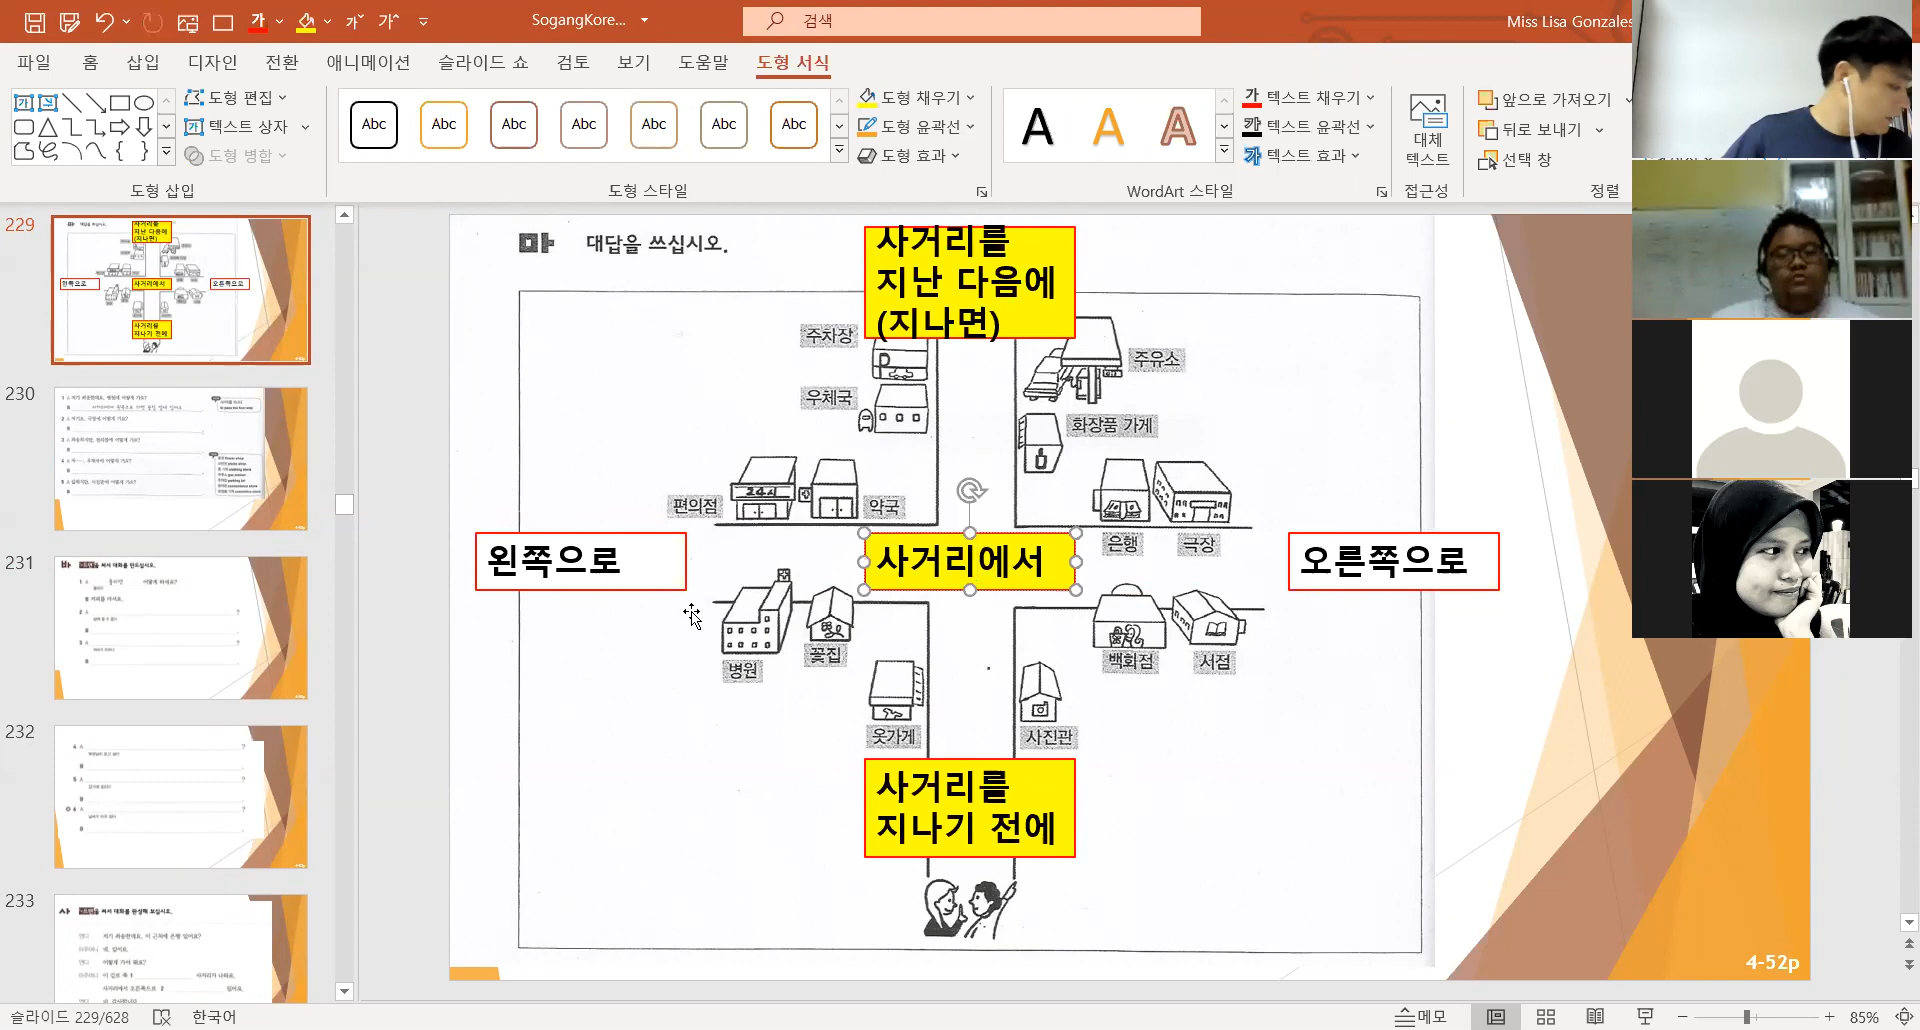 SogangKore...
검색
Miss Lisa Gonzales
파일 홈 삽입 디자인 전환 애니메이션 슬라이드 쇼 검토 보기 도움말 도형 서식
도형 편집
텍스트 상자
도형 병합
도형 삽입
Abc Abc Abc Abc Abc Abc Abc
도형 스타일
도형 채우기
도형 윤곽선
도형 효과
A A A
WordArt 스타일
텍스트 채우기
텍스트 윤곽선
텍스트 효과
대체
텍스트
접근성
앞으로 가져오기
뒤로 보내기
선택 창
정렬
229
230
231
232
233
마 대답을 쓰십시오.
사거리를
지난 다음에
(지나면)
주차장
주유소
우체국
화장품 가게
편의점
24시
약국
은행
극장
왼쪽으로
사거리에서
오른쪽으로
병원
꽃집
백화점
서점
옷가게
사진관
사거리를
지나기 전에
4-52p
슬라이드 229/628
한국어
메모
85%